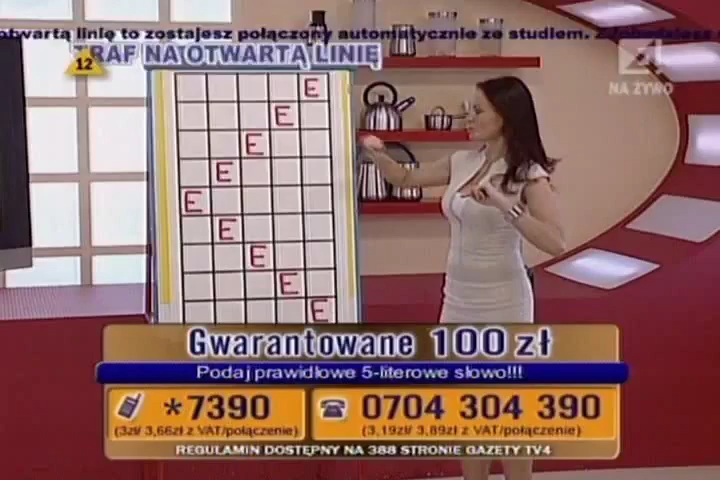 otwartą linię to zostajesz połączony automatycznie ze studiem.
TRAF NA OTWARTĄ LINIĘ
12
4
NA ŻYWO
E
E
E
E
E
E
E
E
E
Gwarantowane 100 zł
Podaj prawidłowe 5-literowe słowo!!!
*7390
(3zł/ 3,66zł z VAT/połączenie)
0704 304 390
(3,19zł/ 3,89zł z VAT/połączenie)
REGULAMIN DOSTĘPNY NA 388 STRONIE GAZETY TV4